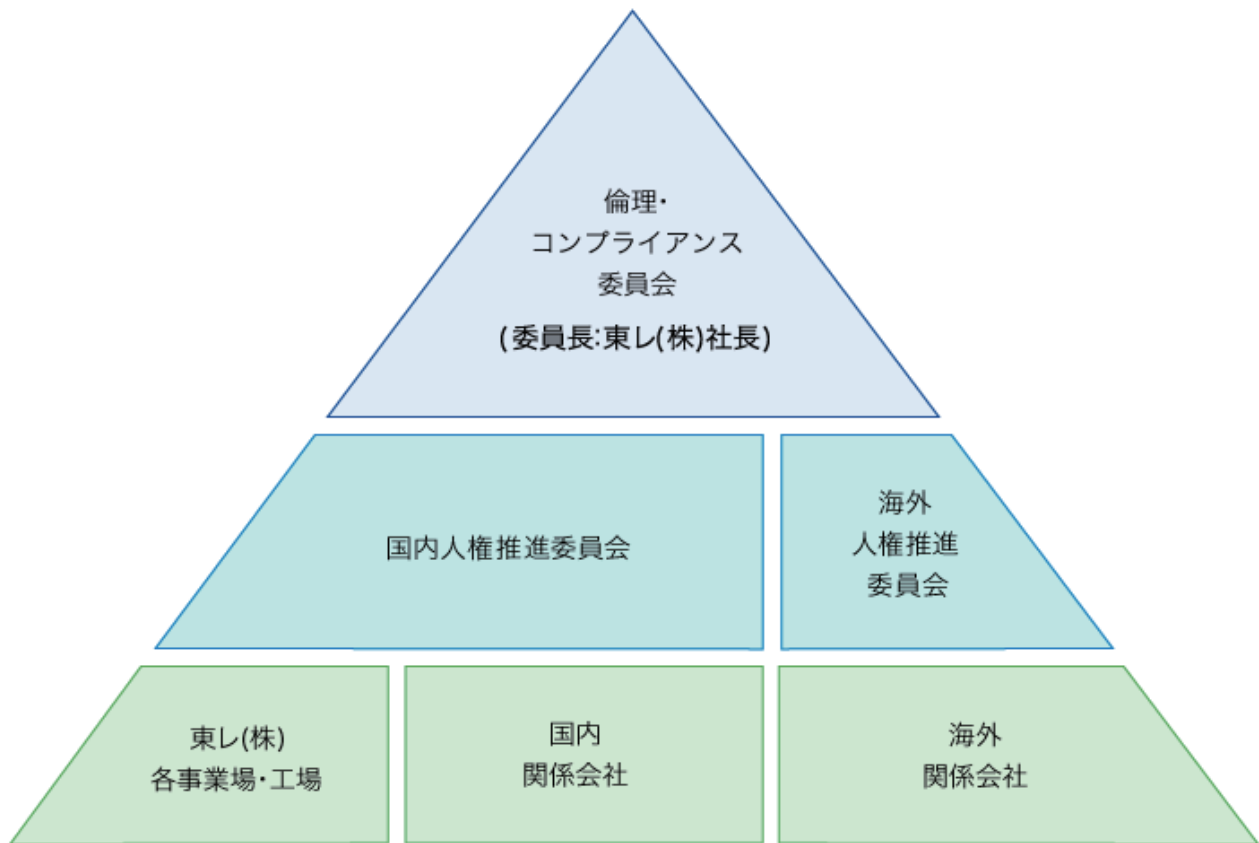 倫理・
コンプライアンス
委員会
(委員長:東レ(株)社長)
国内人権推進委員会
海外
人権推進
委員会
東レ(株)
各事業場・工場
国内
関係会社
海外
関係会社